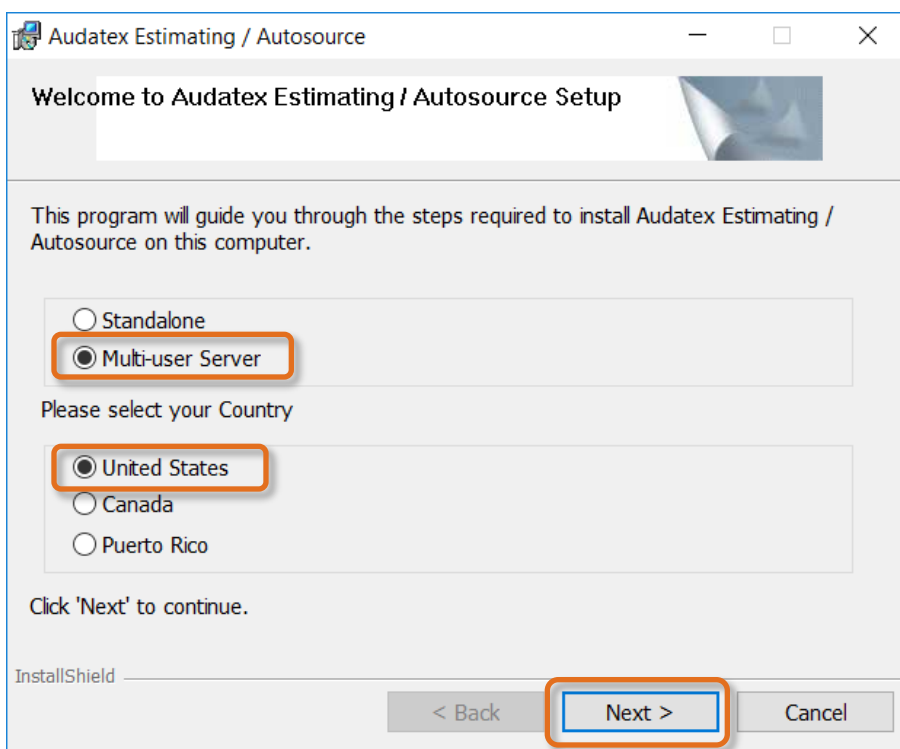 Audatex Estimating / Autosource
Welcome to Audatex Estimating / Autosource Setup
This program will guide you through the steps required to install Audatex Estimating /
Autosource on this computer.
Standalone
Multi-user Server
Please select your Country
United States
Canada
Puerto Rico
Click 'Next' to continue.
InstallShield
< Back Next > Cancel